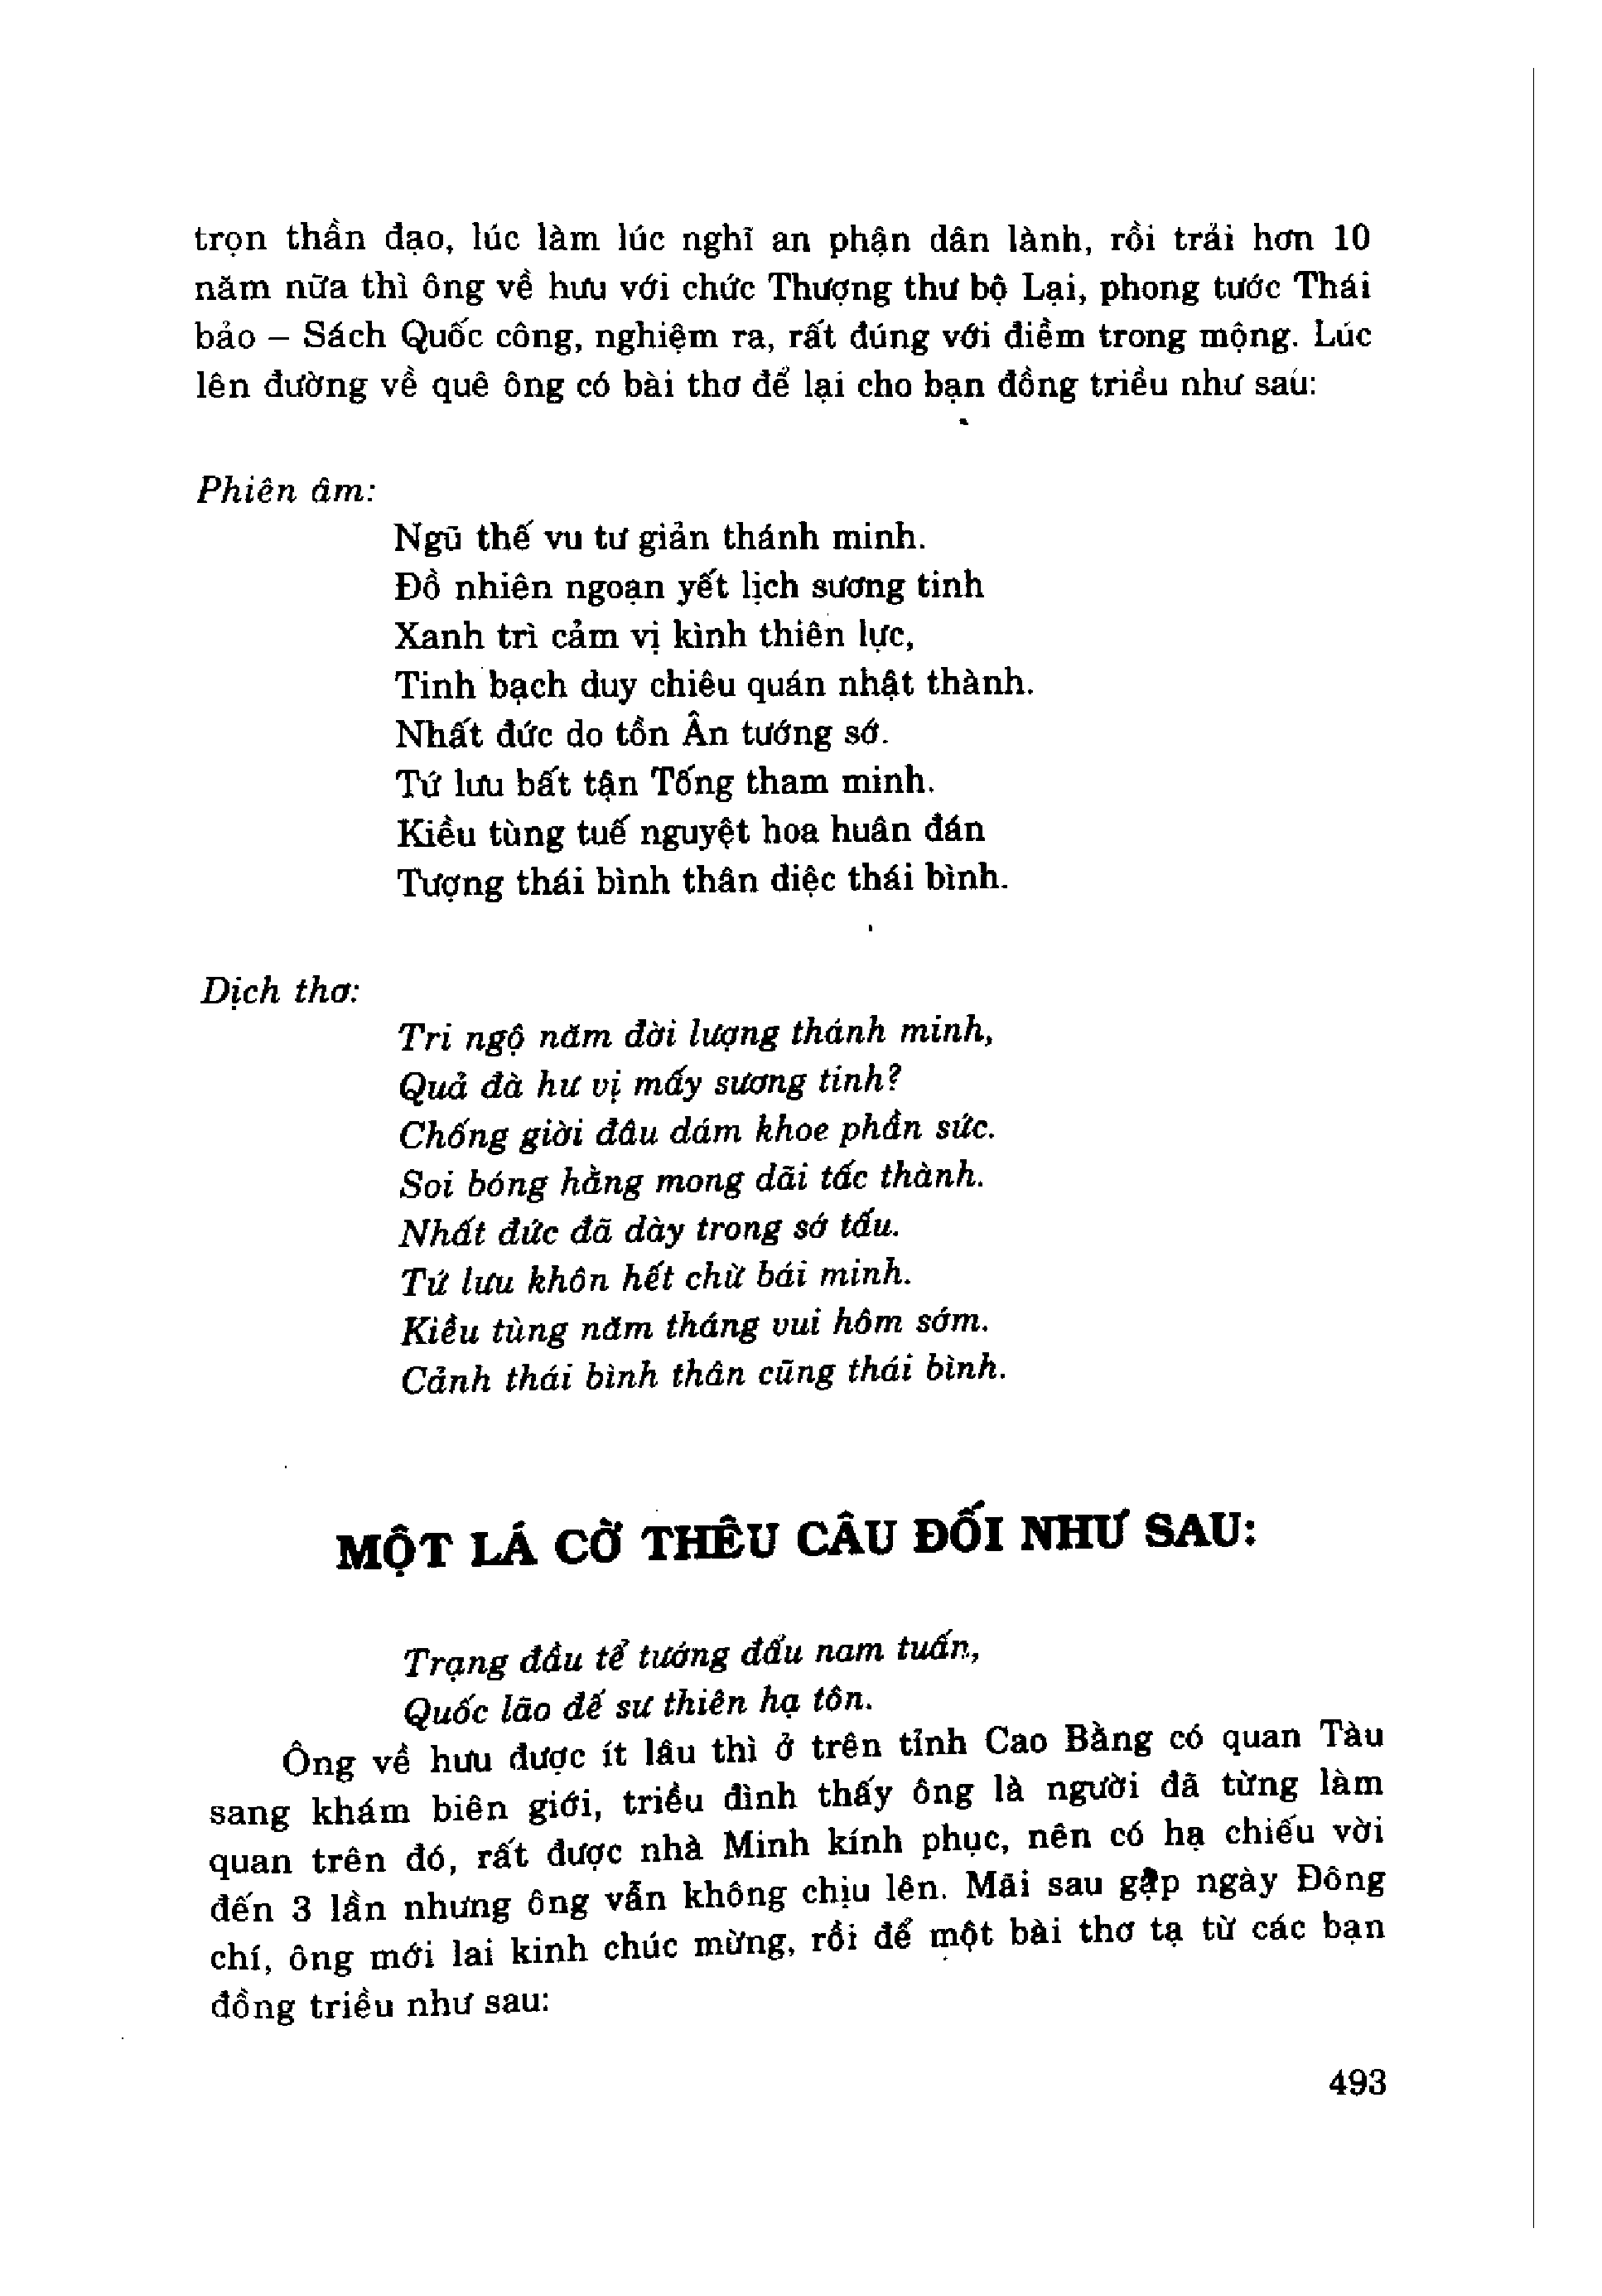 trọn thần đạo, lúc làm lúc nghĩ an phận dân lành, rồi trải hơn 10
năm nữa thì ông về hưu với chức Thượng thư bộ Lại, phong tước Thái
bảo – Sách Quốc công, nghiệm ra, rất đúng với điềm trong mộng. Lúc
lên đường về quê ông có bài thơ để lại cho bạn đồng triều như sau:
Phiên âm:
Ngũ thế vu tư giản thánh minh.
Đồ nhiên ngoạn yết lịch sương tinh
Xanh trì cảm vị kình thiên lực,
Tinh bạch duy chiêu quán nhật thành.
Nhất đức do tồn Ân tướng sớ.
Tứ lưu bất tận Tống tham minh.
Kiều tùng tuế nguyệt hoa huân đán
Tượng thái bình thân diệc thái bình.
Dịch thơ:
Tri ngộ năm đời lượng thánh minh,
Quả đà hư vị mấy sương tinh?
Chống giời đâu dám khoe phần sức.
Soi bóng hằng mong dãi tấc thành.
Nhất đức đã dày trong sớ tấu.
Tứ lưu khôn hết chừ bái minh.
Kiều tùng năm tháng vui hôm sớm.
Cảnh thái bình thân cũng thái bình.
MỘT LÁ CỜ THÊU CÂU ĐỐI NHƯ SAU:
Trạng đầu tể tướng đẩu nam tuấn,
Quốc lão đế sư thiên hạ tôn.
Ông về hưu được ít lâu thì ở trên tỉnh Cao Bằng có quan Tàu
sang khám biên giới, triều đình thấy ông là người đã từng làm
quan trên đó, rất được nhà Minh kính phục, nên có hạ chiếu vời
đến 3 lần nhưng ông vẫn không chịu lên. Mãi sau gặp ngày Đông
chí, ông mới lai kinh chúc mừng, rồi để một bài thơ tạ từ các bạn
đồng triều như sau:
493